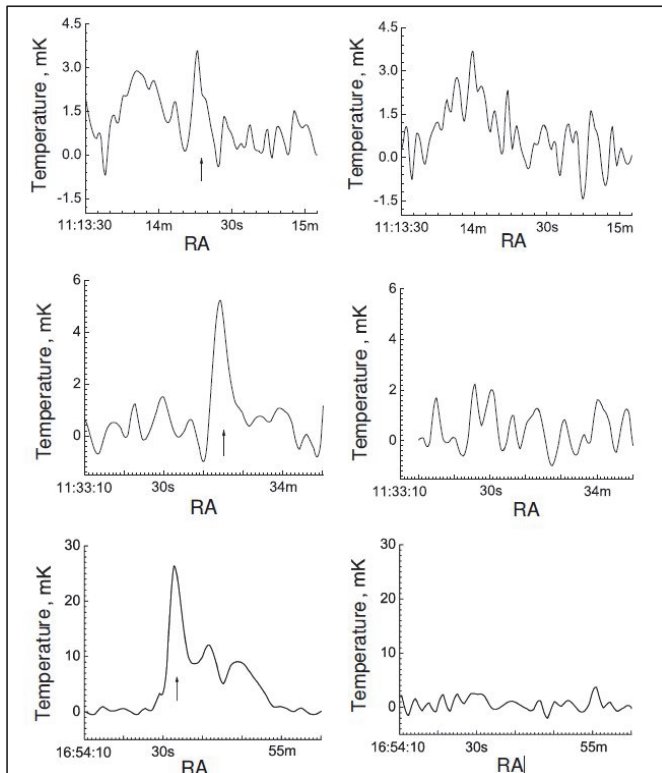 4.5
3.0
1.5
0.0
-1.5
Temperature , mK
11:13:30 14m 30s 15m
RA
4.5
3.0
1.5
0.0
-1.5
Temperature , mK
11:13:30 14m 30s 15m
RA
6
4
2
0
Temperature , mK
11:33:10 30s 34m
RA
6
4
2
0
Temperature , mK
11:33:10 30s 34m
RA
30
20
10
0
Temperature , mK
16:54:10 30s 55m
RA
30
20
10
0
Temperature , mK
16:54:10 30s 55m
RA